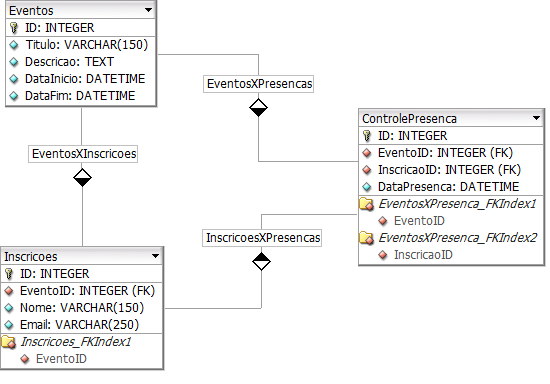 Eventos
ID: INTEGER
Titulo: VARCHAR(150)
Descricao: TEXT
DataInicio: DATETIME
DataFim: DATETIME
EventosXPresencas
ControlePresenca
ID: INTEGER
EventoID: INTEGER (FK)
InscricaoID: INTEGER (FK)
DataPresenca: DATETIME
EventosXPresenca_FKIndex1
EventoID
EventosXPresenca_FKIndex2
InscricaoID
EventosXInscricoes
InscricoesXPresencas
Inscricoes
ID: INTEGER
EventoID: INTEGER (FK)
Nome: VARCHAR(150)
Email: VARCHAR(250)
Inscricoes_FKIndex1
EventoID